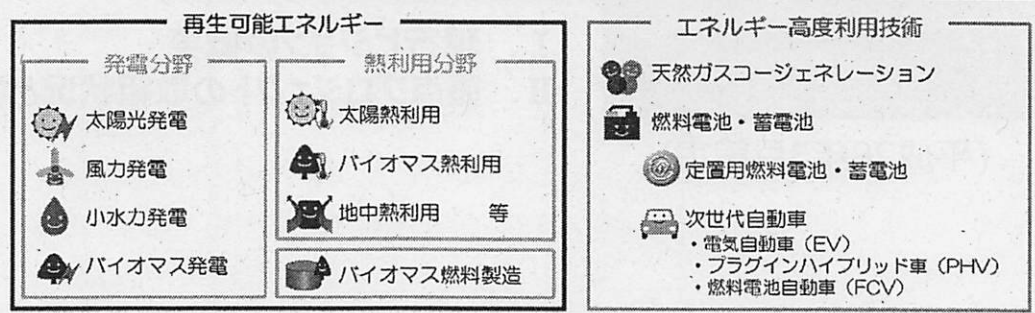 再生可能エネルギー
発電分野
太陽光発電
風力発電
小水力発電
バイオマス発電
熱利用分野
太陽熱利用
バイオマス熱利用
地中熱利用 等
バイオマス燃料製造
エネルギー高度利用技術
天然ガスコージェネレーション
燃料電池・蓄電池
定置用燃料電池・蓄電池
次世代自動車
・電気自動車（EV）
・プラグインハイブリッド車（PHV）
・燃料電池自動車（FCV）